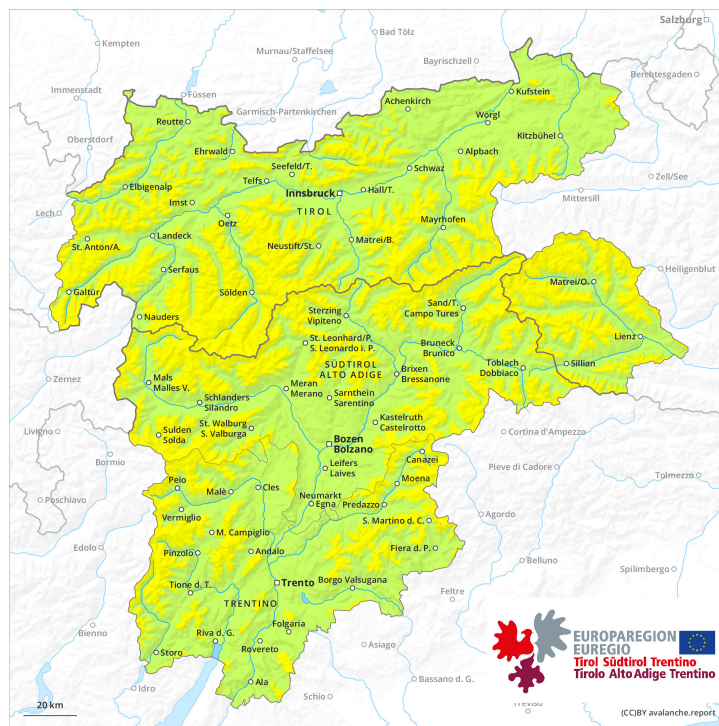 Salzburg
Kempten
Bad Tölz
Murnau/Staffelsee
Bayrischzell
Berchtesgaden
Immenstadt
Füssen
Kufstein
Achenkirch
Garmisch-Partenkirchen
Wörgl
Reutte
Kitzbühel
Oberstdorf
Ehrwald
Alpbach
Seefeld/T.
Schwaz
Telfs
Zell/See
Elbigenalp
Innsbruck
Hall/T.
Mittersill
Imst
TIROL
Lech
Oetz
Mayrhofen
Landeck
St. Anton/A.
Neustift/St.
Matrei/B.
Serfaus
Heiligenblut
Galtür
Sölden
Matrei/O.
Nauders
Sterzing
Vipiteno
Sand/T.
Campo Tures
Lienz
St. Leonhard/P.
S. Leonardo i. P.
Bruneck
Brunico
Toblach
Dobbiaco
Sillian
SÜDTIROL
ALTO ADIGE
Brixen
Bressanone
Zernez
Mals
Malles V.
Meran
Merano
Schlanders
Silandro
Sarnthein
Sarentino
Kastelruth
Castelrotto
St. Walburg
S. Valburga
Livigno
Sulden
Solda
Cortina d'Ampezzo
Bozen
Bolzano
Canazei
Bormio
Leifers
Laives
Pieve di Cadore
Tolmezzo
Peio
Moena
Malè
Cles
Neumarkt
Egna
Predazzo
Poschiavo
Vermiglio
S. Martino d. C.
Agordo
M. Campiglio
Edolo
Pinzolo
Andalo
Fiera d. P.
Belluno
Spilimbergo
Trento
Tione d. T.
Borgo Valsugana
Feltre
TRENTINO
Folgaria
Bienno
Riva d. G.
Rovereto
Asiago
Storo
Ala
Idro
Schio
Bassano d. G.
Treviso
EUROPAREGION
EUREGIO
Tirol Südtirol Trentino
Tirolo Alto Adige Trentino
20 km
(CC)BY avalanche.report